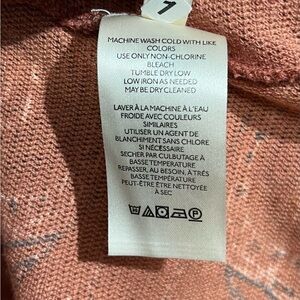 1
MACHINE WASH COLD WITH LIKE
COLORS
USE ONLY NON-CHLORINE
BLEACH
TUMBLE DRY LOW
LOW IRON AS NEEDED
MAY BE DRY CLEANED
LAVER À LA MACHINE À L'EAU
FROIDE AVEC COULEURS
SIMILAIRES
UTILISER UN AGENT DE
BLANCHIMENT SANS CHLORE
SI NÉCESSAIRE
SECHER PAR CULBUTAGE À
BASSE TEMPÉRATURE
REPASSER, AU BESOIN, À TRÈS
BASSE TEMPÉRATURE
PEUT-ÊTRE ÊTRE NETTOYÉE
À SEC
P